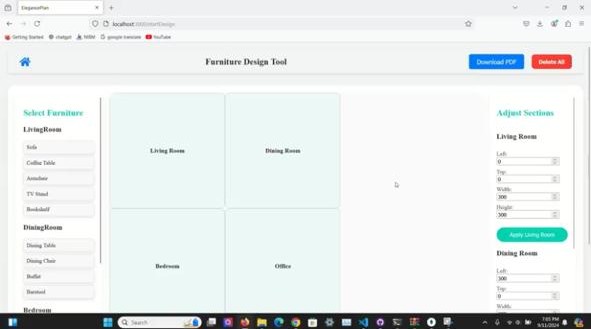 ElegancePlan
localhost:3000/startDesign
Getting Started
chatgpt
NIBM
google translate
YouTube
Furniture Design Tool
Download PDF
Delete All
Select Furniture
LivingRoom
Sofa
Coffee Table
Armchair
TV Stand
Bookshelf
DiningRoom
Dining Table
Dining Chair
Buffet
Barstool
Bedroom
Living Room
Dining Room
Bedroom
Office
Adjust Sections
Living Room
Left:
0
Top:
0
Width:
300
Height:
300
Apply Living Room
Dining Room
Left:
300
Top:
0
Width:
Search
7:05 PM
9/11/2024